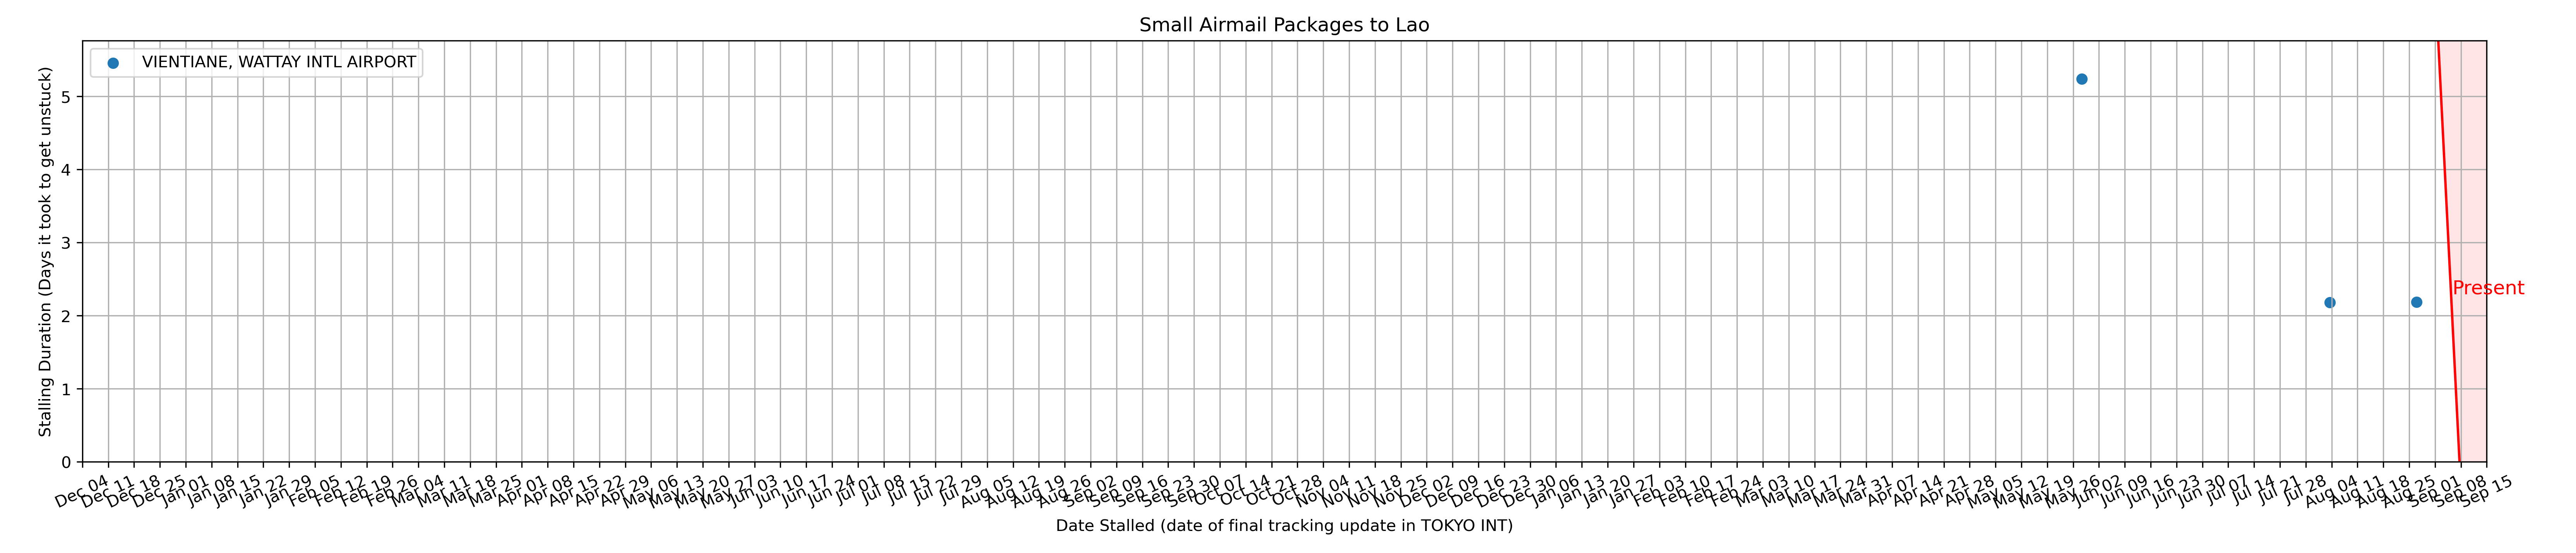 Small Airmail Packages to Lao
VIENTIANE, WATTAY INTL AIRPORT
Stalling Duration (Days it took to get unstuck)
5
4
3
2
1
0
Present
Dec 04 Dec 11 Dec 18 Dec 25 Jan 01 Jan 08 Jan 15 Jan 22 Jan 29 Feb 05 Feb 12 Feb 19 Feb 26 Mar 04 Mar 11 Mar 18 Mar 25 Apr 01 Apr 08 Apr 15 Apr 22 Apr 29 May 06 May 13 May 20 May 27 Jun 03 Jun 10 Jun 17 Jun 24 Jul 01 Jul 08 Jul 15 Jul 22 Jul 29 Aug 05 Aug 12 Aug 19 Aug 26 Sep 02 Sep 09 Sep 16 Sep 23 Sep 30 Oct 07 Oct 14 Oct 21 Oct 28 Nov 04 Nov 11 Nov 18 Nov 25 Dec 02 Dec 09 Dec 16 Dec 23 Dec 30 Jan 06 Jan 13 Jan 20 Jan 27 Feb 03 Feb 10 Feb 17 Feb 24 Mar 03 Mar 10 Mar 17 Mar 24 Mar 31 Apr 07 Apr 14 Apr 21 Apr 28 May 05 May 12 May 19 May 26 Jun 02 Jun 09 Jun 16 Jun 23 Jun 30 Jul 07 Jul 14 Jul 21 Jul 28 Aug 04 Aug 11 Aug 18 Aug 25 Sep 01 Sep 08 Sep 15
Date Stalled (date of final tracking update in TOKYO INT)